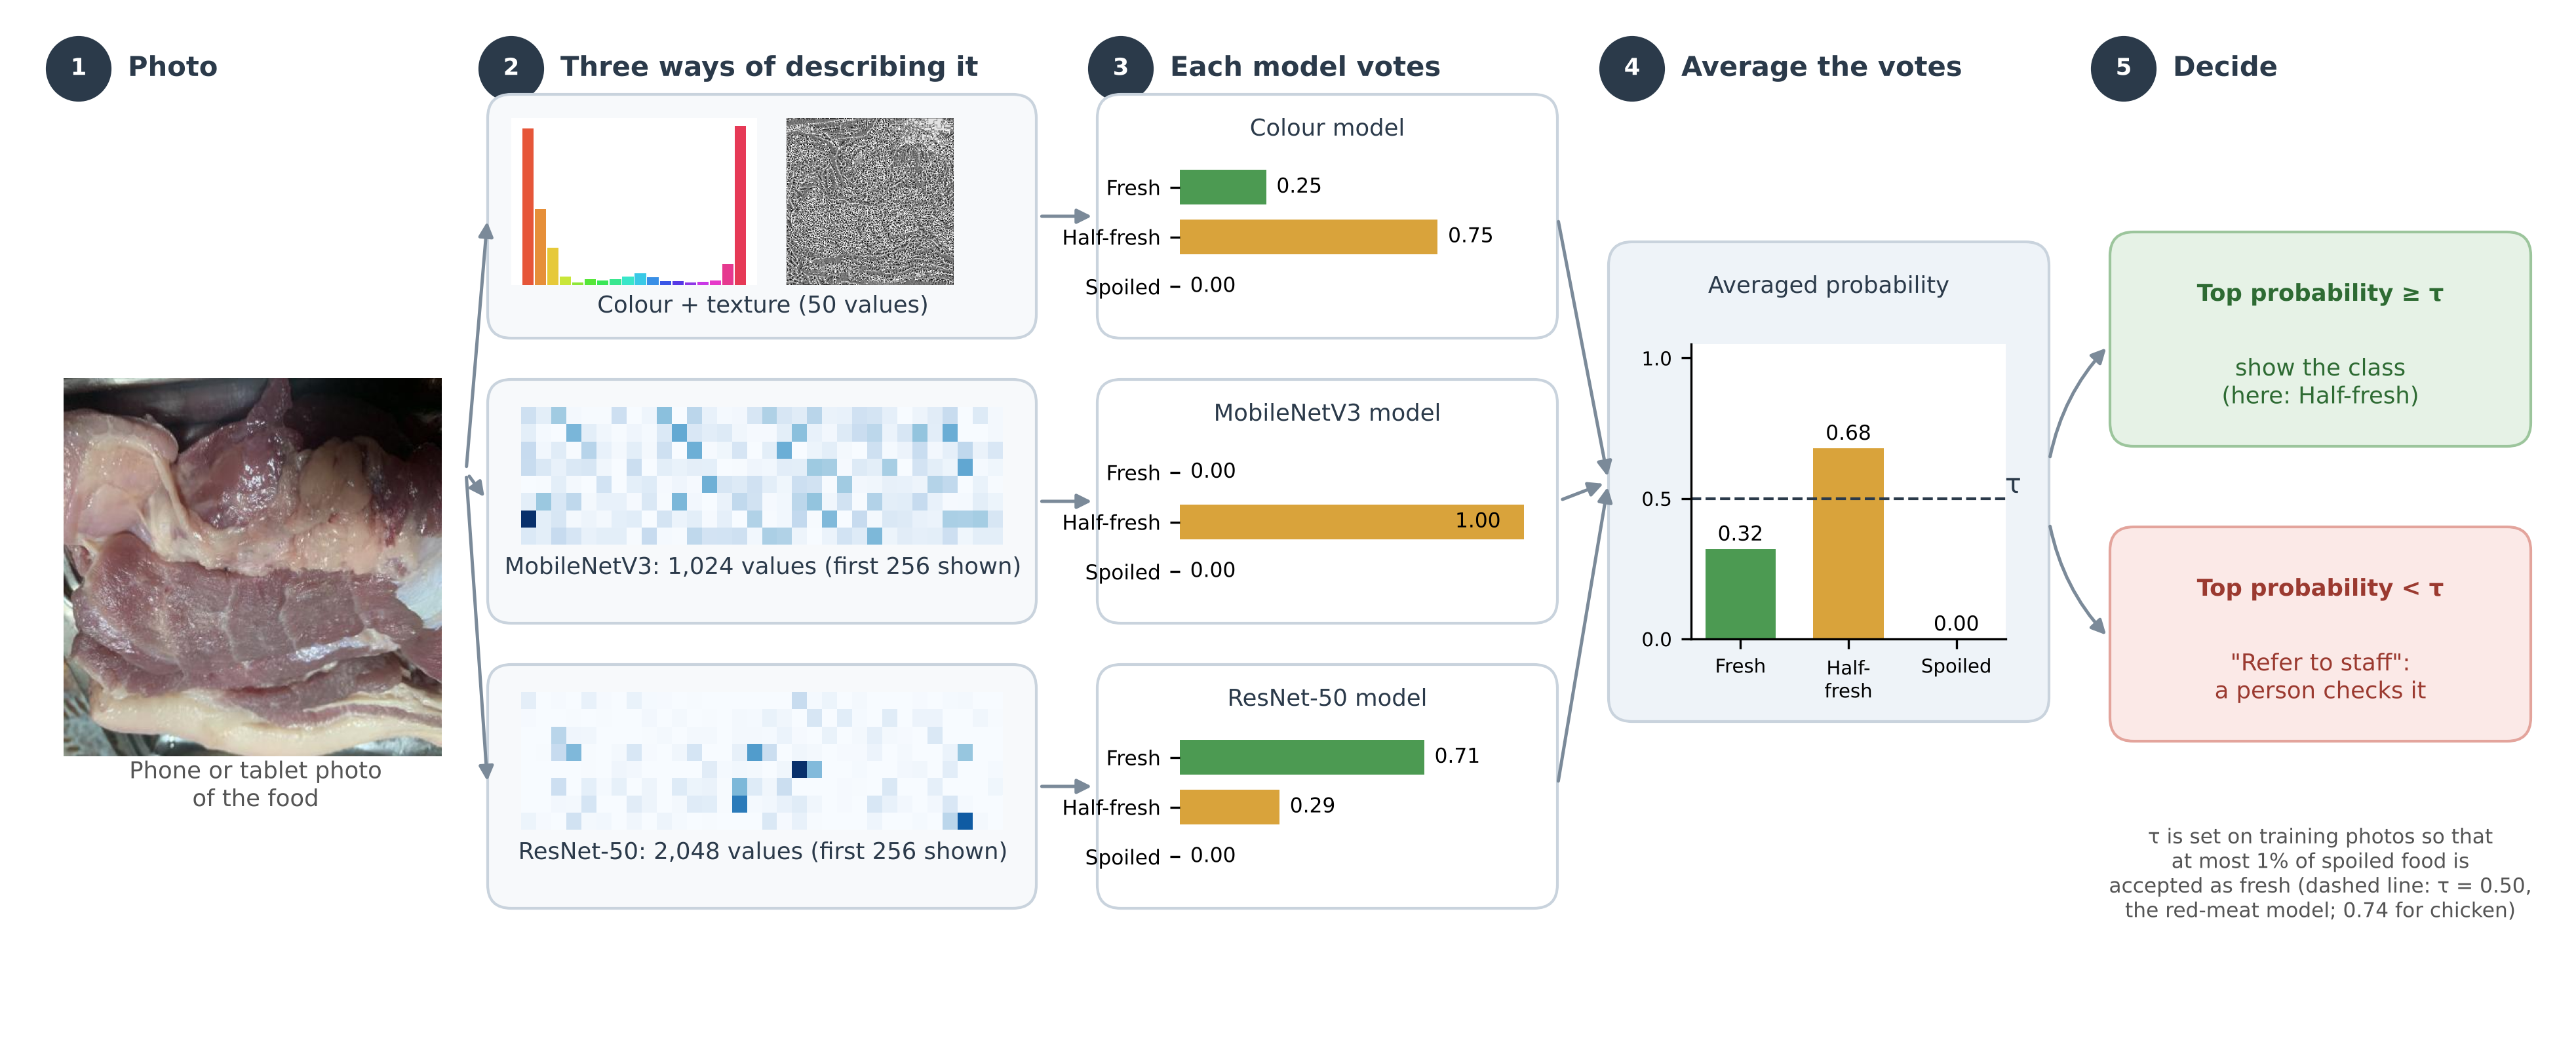 1 Photo
Phone or tablet photo
of the food
2 Three ways of describing it
Colour + texture (50 values)
MobileNetV3: 1,024 values (first 256 shown)
ResNet-50: 2,048 values (first 256 shown)
3 Each model votes
Colour model
Fresh 0.25
Half-fresh 0.75
Spoiled 0.00
MobileNetV3 model
Fresh 0.00
Half-fresh 1.00
Spoiled 0.00
ResNet-50 model
Fresh 0.71
Half-fresh 0.29
Spoiled 0.00
4 Average the votes
Averaged probability
1.0
0.68
0.5 τ
0.32
0.00
0.0
Fresh Half- Spoiled
fresh
5 Decide
Top probability ≥ τ
show the class
(here: Half-fresh)
Top probability < τ
"Refer to staff":
a person checks it
τ is set on training photos so that
at most 1% of spoiled food is
accepted as fresh (dashed line: τ = 0.50,
the red-meat model; 0.74 for chicken)